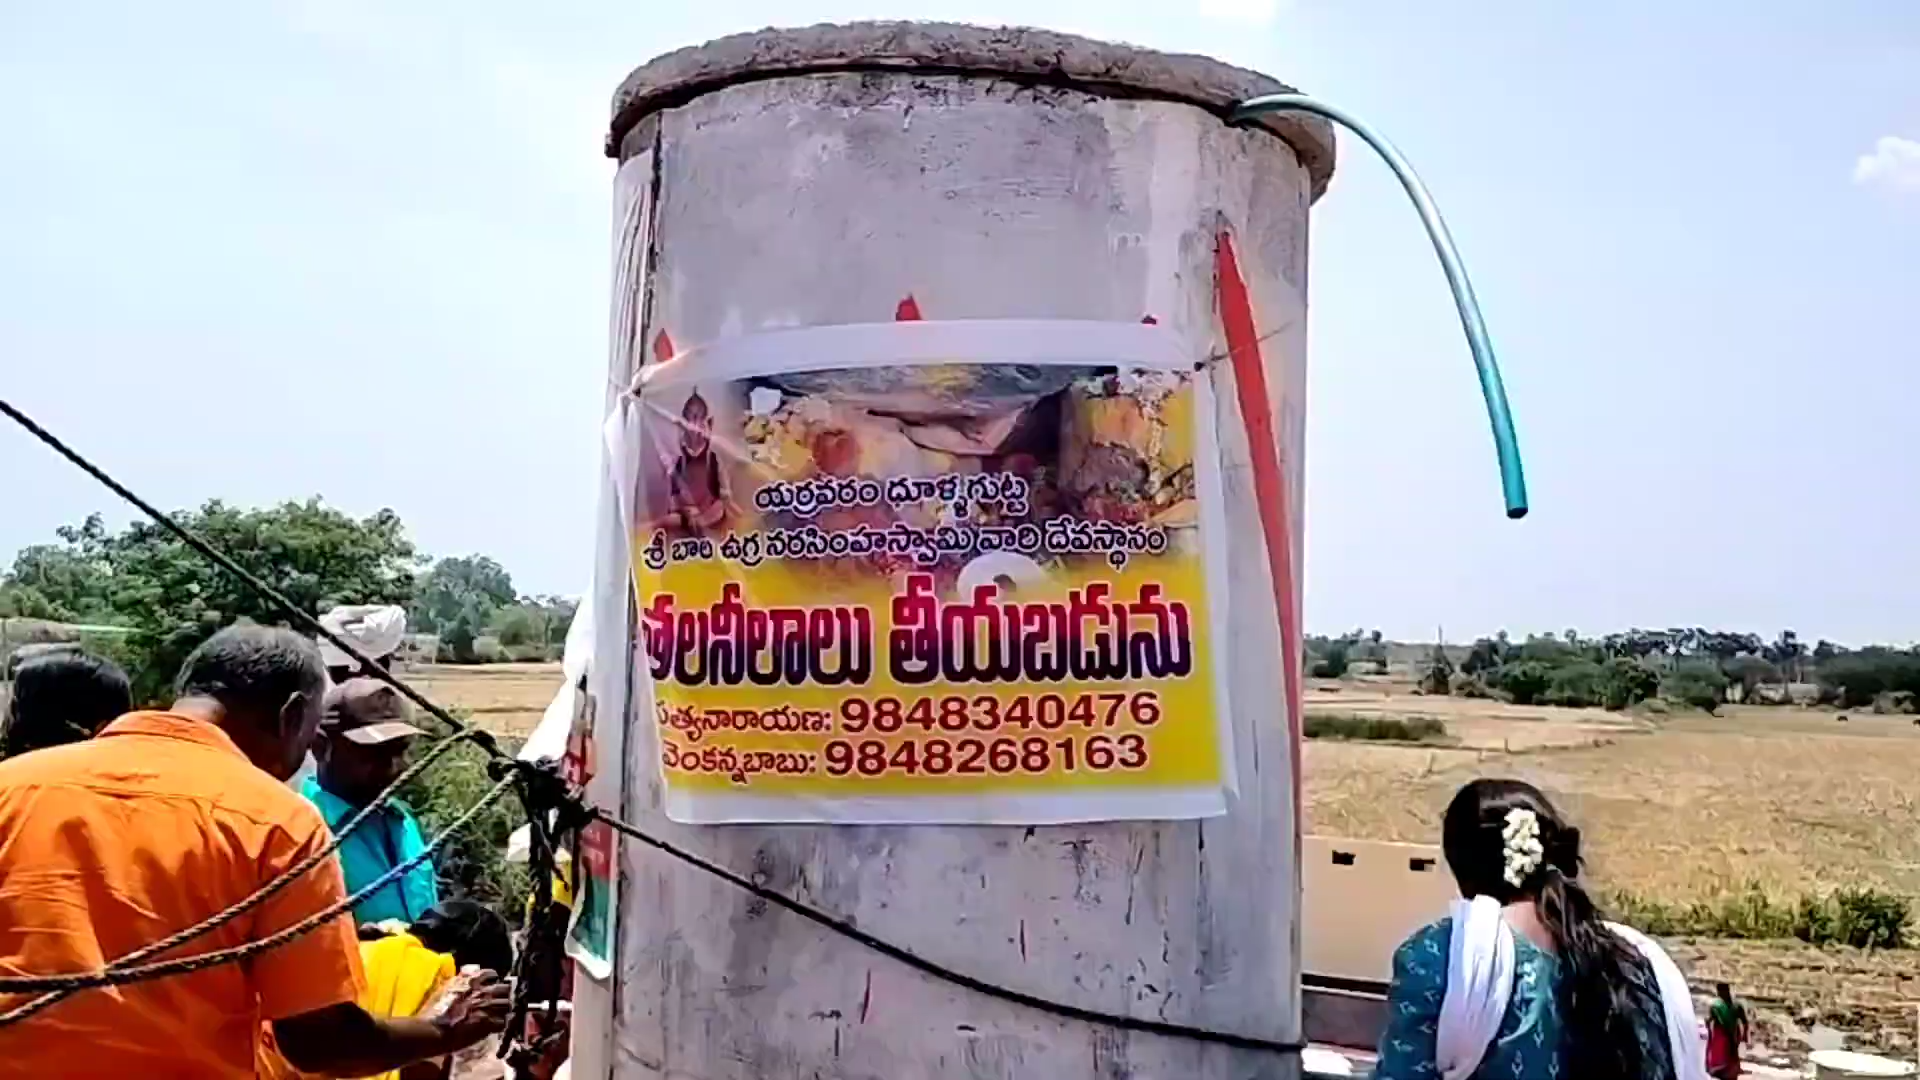 యర్రవరం ధూళ్ళగుట్ట
శ్రీ బాల ఉగ్ర నరసింహస్వామి వారి దేవస్థానం
తలనీలాలు తీయబడును
సత్యనారాయణ: 9848340476
వెంకన్నబాబు: 9848268163